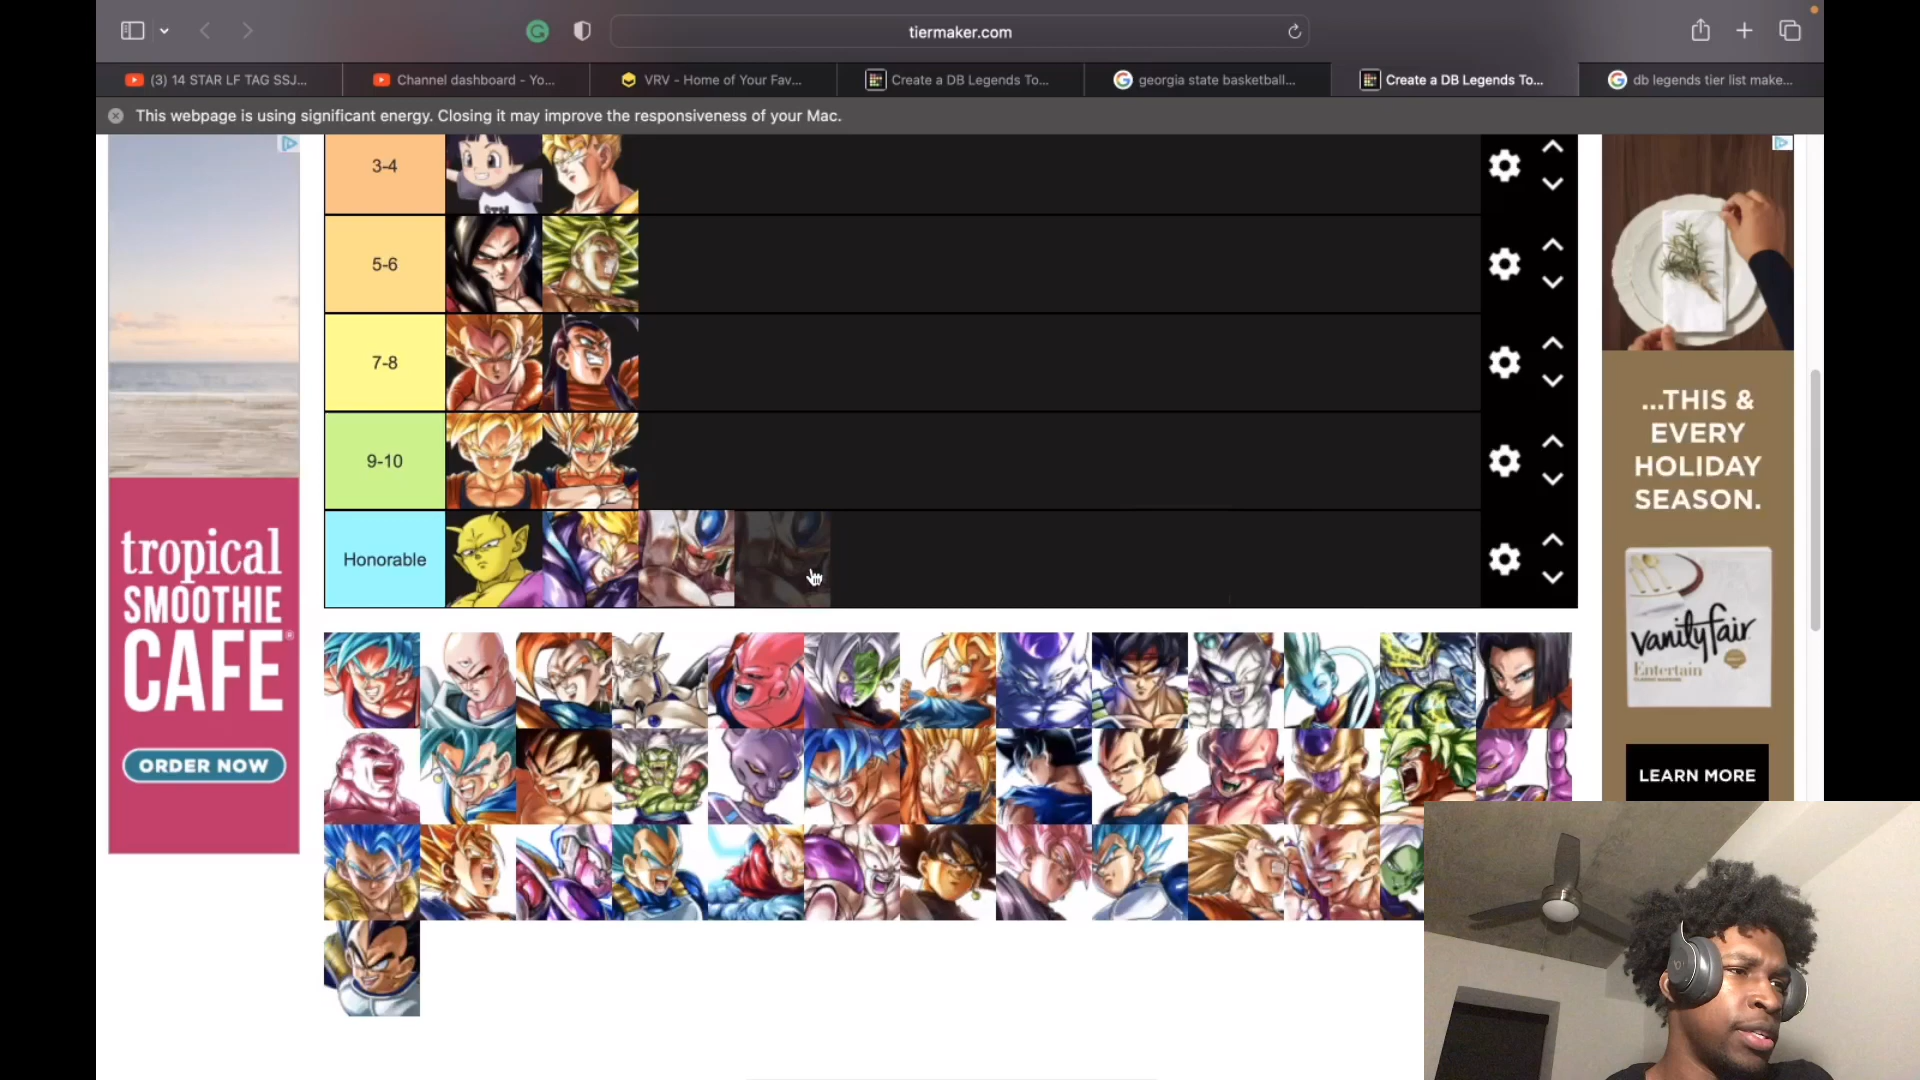 tiermaker.com
(3) 14 STAR LF TAG SSJ...
Channel dashboard - Yo...
VRV - Home of Your Fav...
Create a DB Legends To...
georgia state basketball...
Create a DB Legends To...
db legends tier list make...
This webpage is using significant energy. Closing it may improve the responsiveness of your Mac.
3-4
5-6
7-8
9-10
Honorable
tropical
SMOOTHIE
CAFE®
ORDER NOW
...THIS &
EVERY
HOLIDAY
SEASON.
vanity fair
Entertain
LEARN MORE